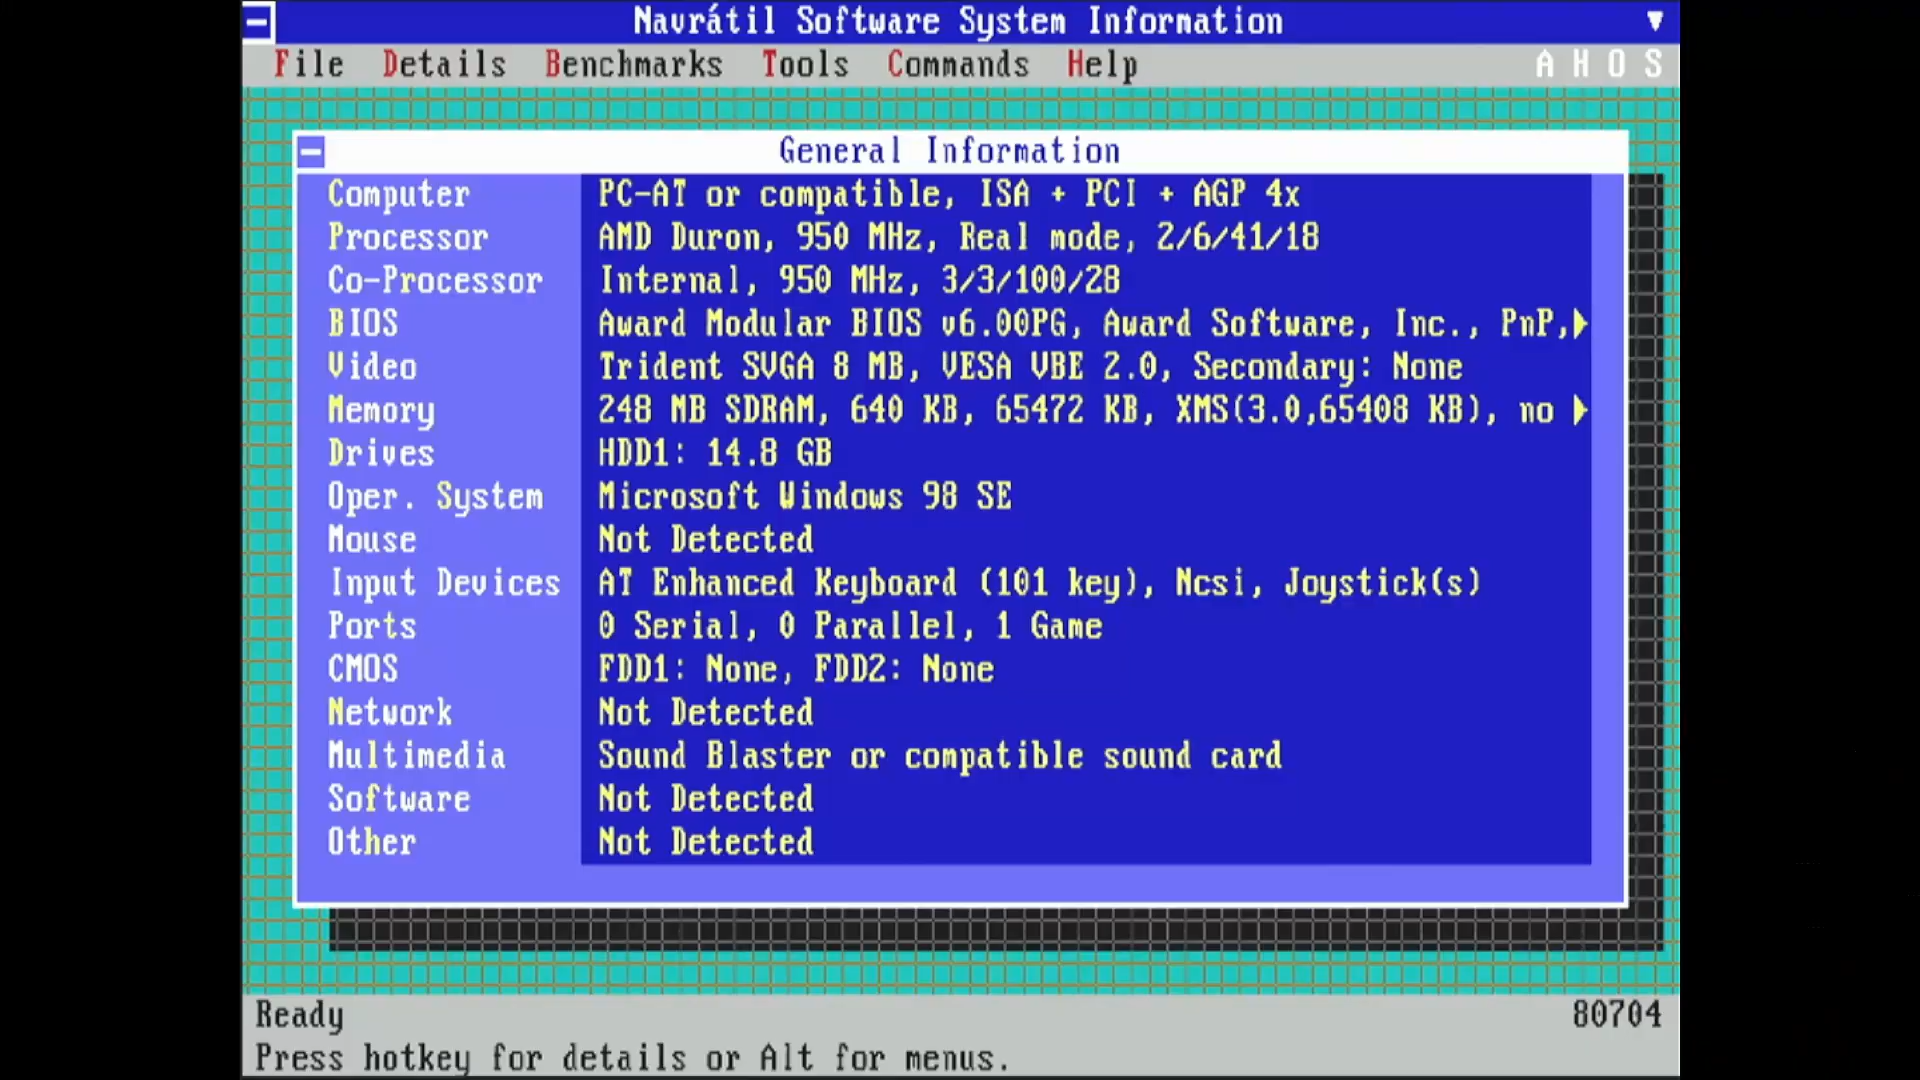 Navrátil Software System Information
File Details Benchmarks Tools Commands Help A H O S
General Information
Computer PC-AT or compatible, ISA + PCI + AGP 4x
Processor AMD Duron, 950 MHz, Real mode, 2/6/41/18
Co-Processor Internal, 950 MHz, 3/3/100/28
BIOS Award Modular BIOS v6.00PG, Award Software, Inc., PnP,
Video Trident SVGA 8 MB, VESA VBE 2.0, Secondary: None
Memory 248 MB SDRAM, 640 KB, 65472 KB, XMS(3.0,65408 KB), no
Drives HDD1: 14.8 GB
Oper. System Microsoft Windows 98 SE
Mouse Not Detected
Input Devices AT Enhanced Keyboard (101 key), Ncsi, Joystick(s)
Ports 0 Serial, 0 Parallel, 1 Game
CMOS FDD1: None, FDD2: None
Network Not Detected
Multimedia Sound Blaster or compatible sound card
Software Not Detected
Other Not Detected
Ready 80704
Press hotkey for details or Alt for menus.